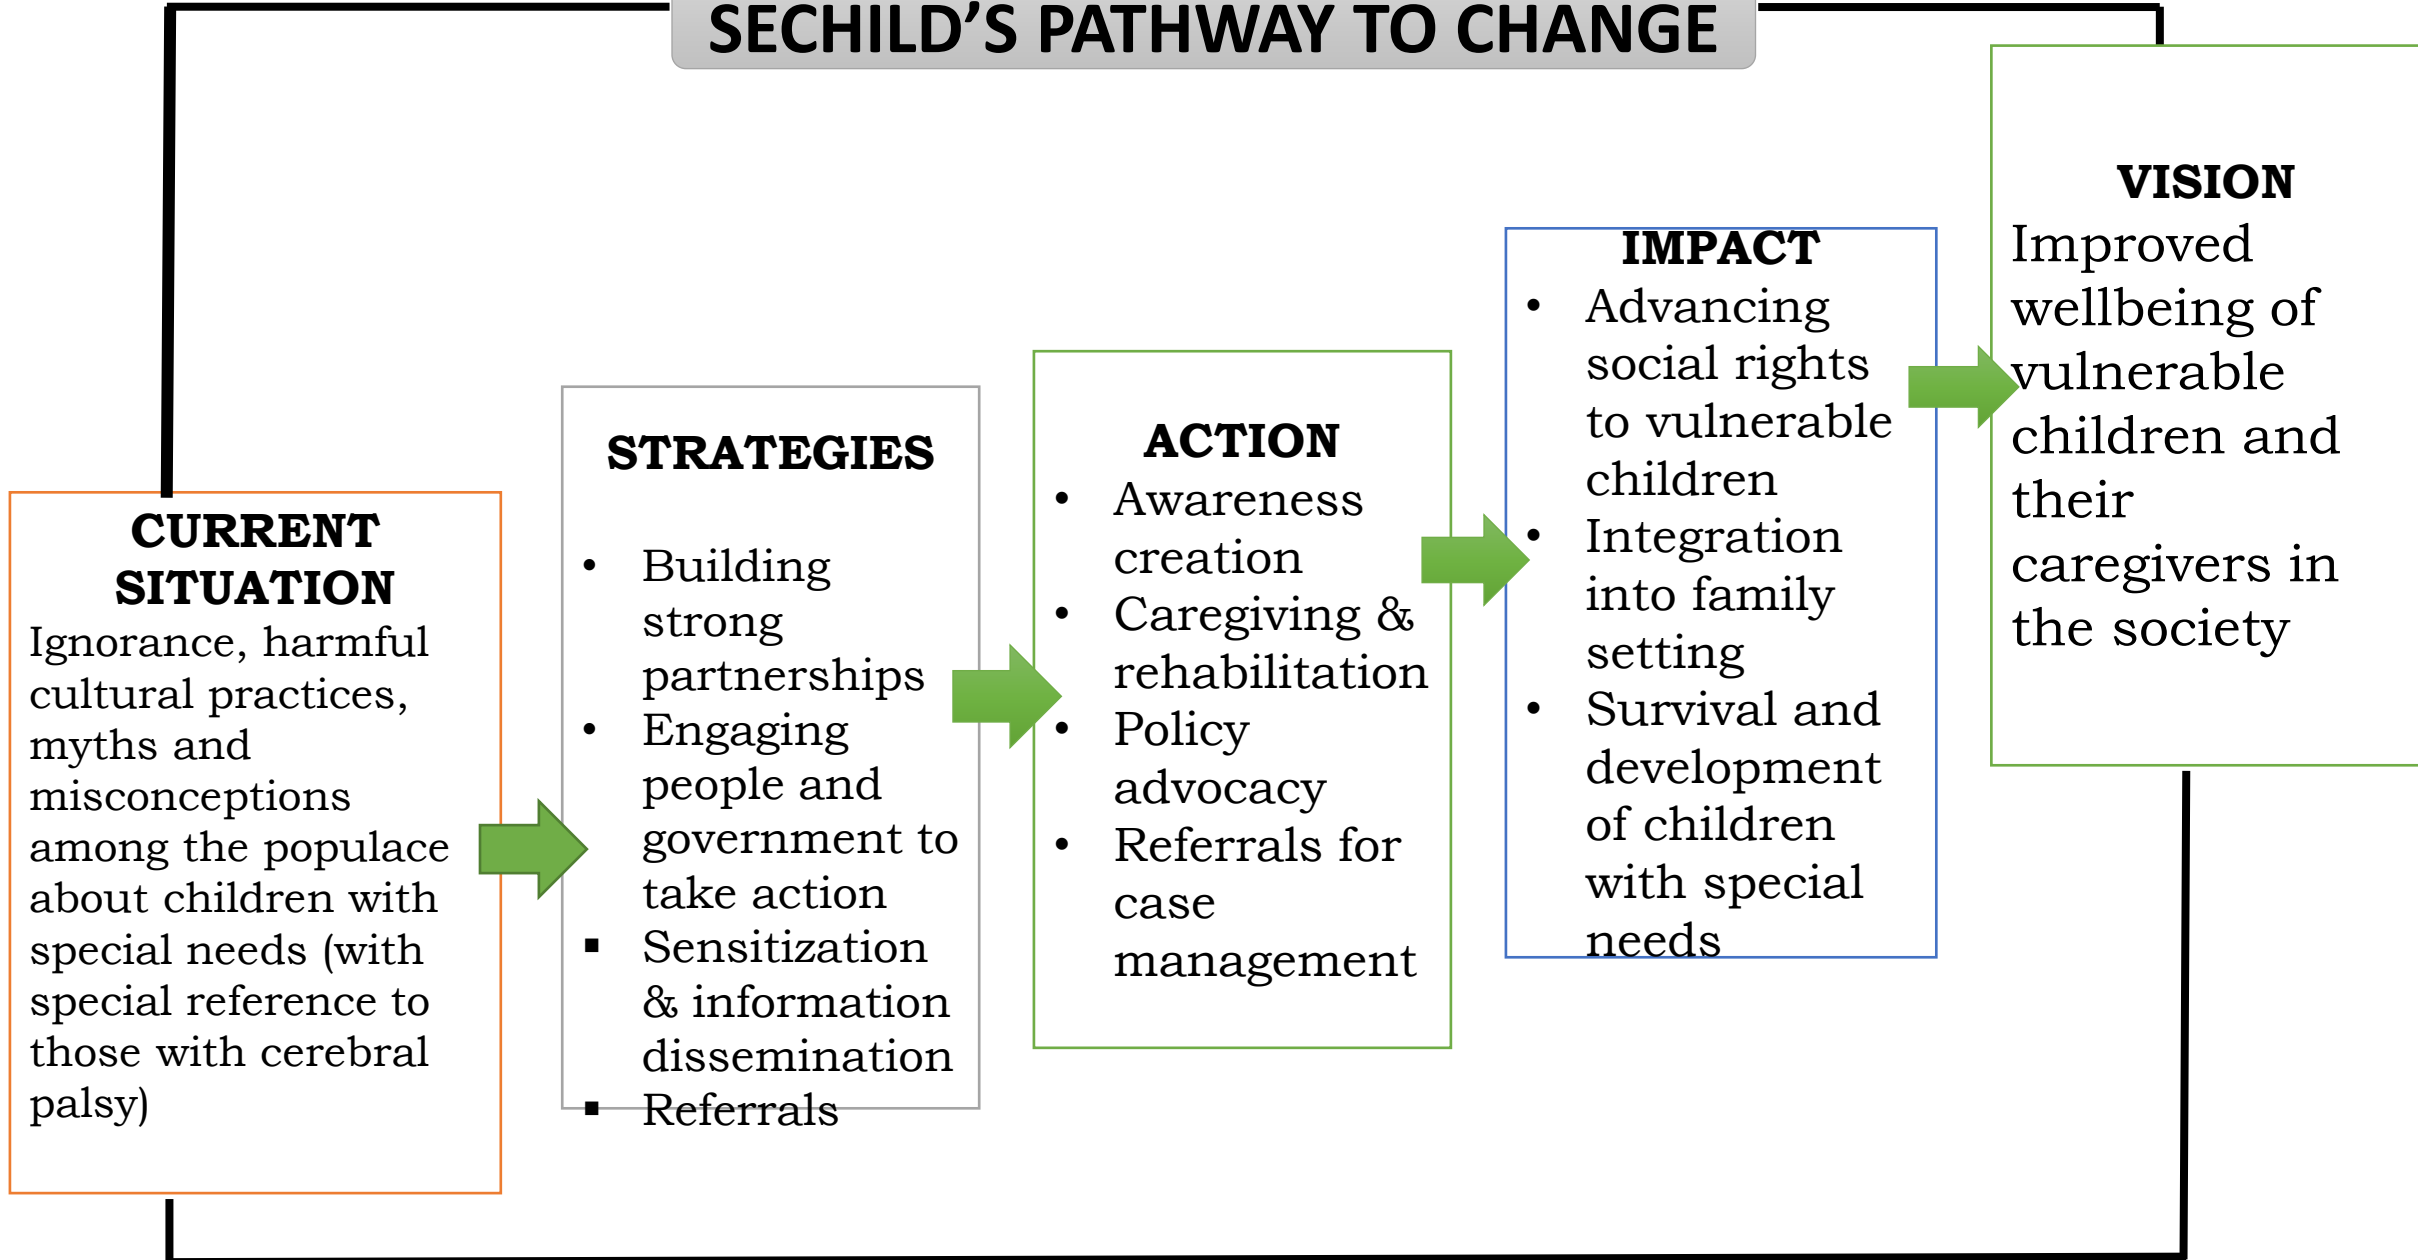 SECHILD'S PATHWAY TO CHANGE
CURRENT
SITUATION
Ignorance, harmful
cultural practices,
myths and
misconceptions
among the populace
about children with
special needs (with
special reference to
those with cerebral
palsy)
STRATEGIES
• Building
strong
partnerships
• Engaging
people and
government to
take action
▪ Sensitization
& information
dissemination
▪ Referrals
ACTION
• Awareness
creation
• Caregiving &
rehabilitation
• Policy
advocacy
• Referrals for
case
management
IMPACT
• Advancing
social rights
to vulnerable
children
• Integration
into family
setting
• Survival and
development
of children
with special
needs
VISION
Improved
wellbeing of
vulnerable
children and
their
caregivers in
the society